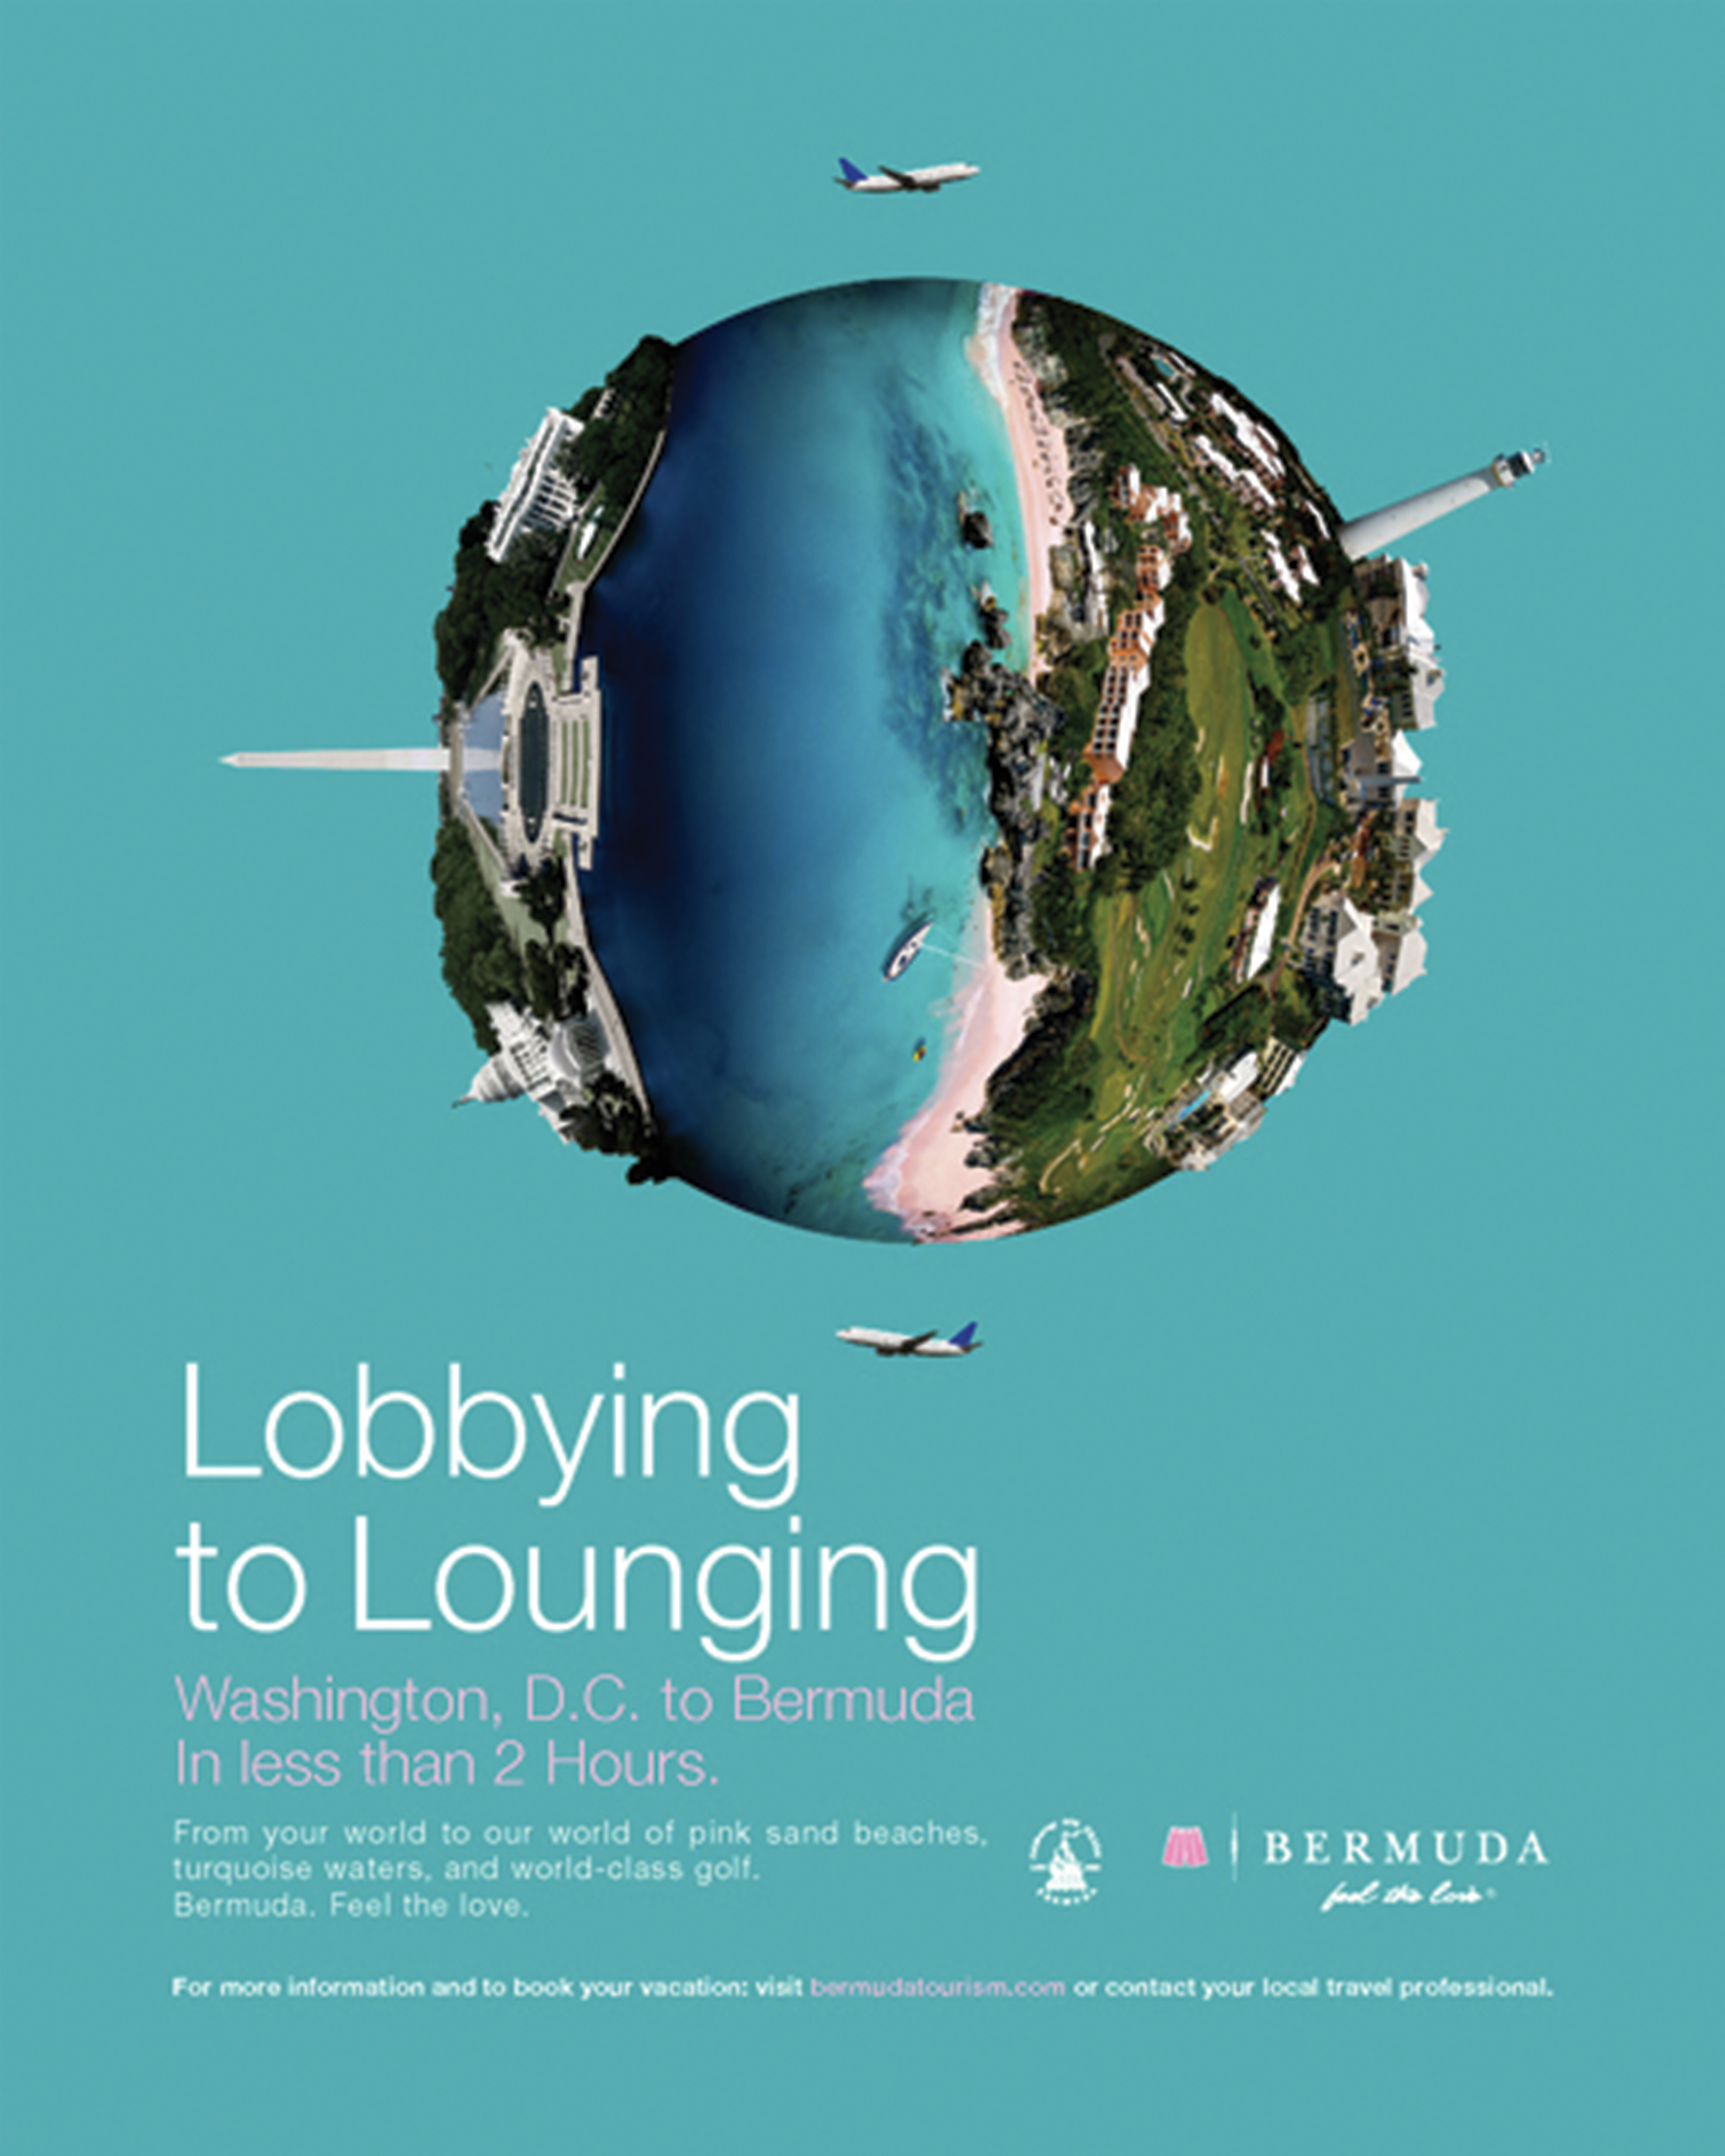 Lobbying
to Lounging
Washington, D.C. to Bermuda
In less than 2 Hours.
From your world to our world of pink sand beaches,
turquoise waters, and world-class golf.
Bermuda. Feel the love.
BERMUDA
feel the love
For more information and to book your vacation: visit bermudatourism.com or contact your local travel professional.